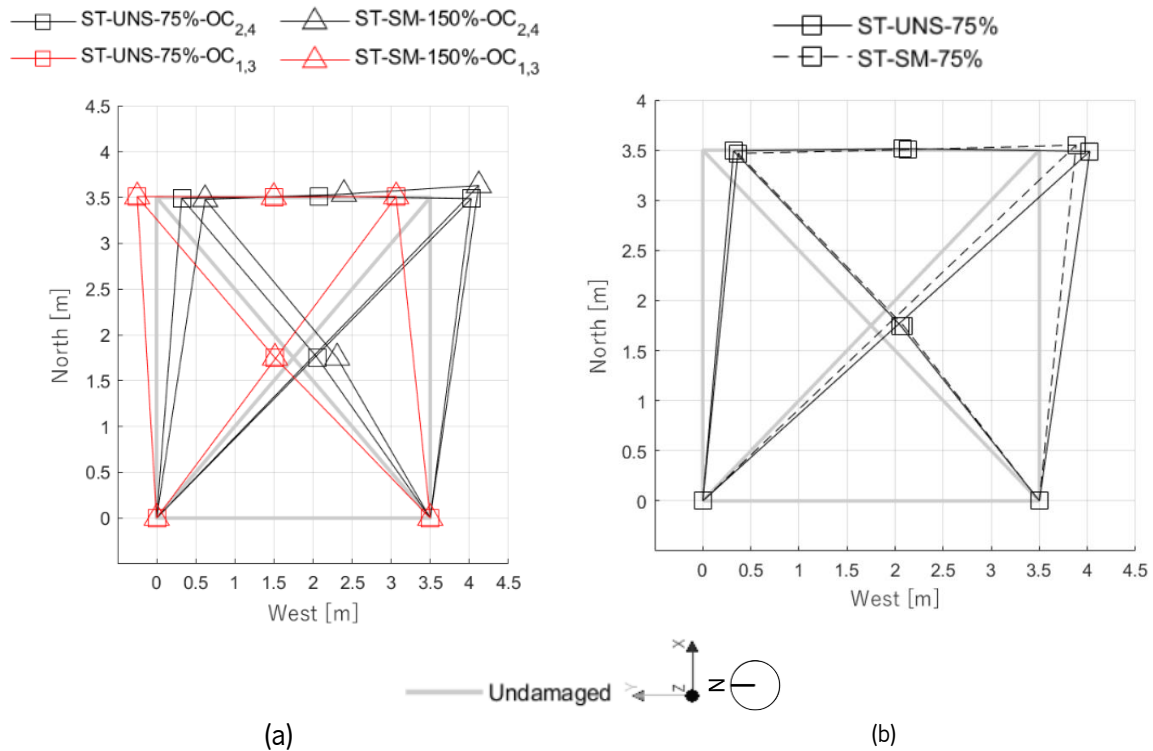 ST-UNS-75%-OC2,4
ST-SM-150%-OC2,4
ST-UNS-75%-OC1,3
ST-SM-150%-OC1,3
4.5
4
3.5
3
2.5
2
1.5
1
0.5
0
North [m]
0 0.5 1 1.5 2 2.5 3 3.5 4 4.5
West [m]
ST-UNS-75%
ST-SM-75%
4
3.5
3
2.5
2
1.5
1
0.5
0
North [m]
0 0.5 1 1.5 2 2.5 3 3.5 4 4.5
West [m]
Undamaged
X
Y
Z
N
(a)
(b)